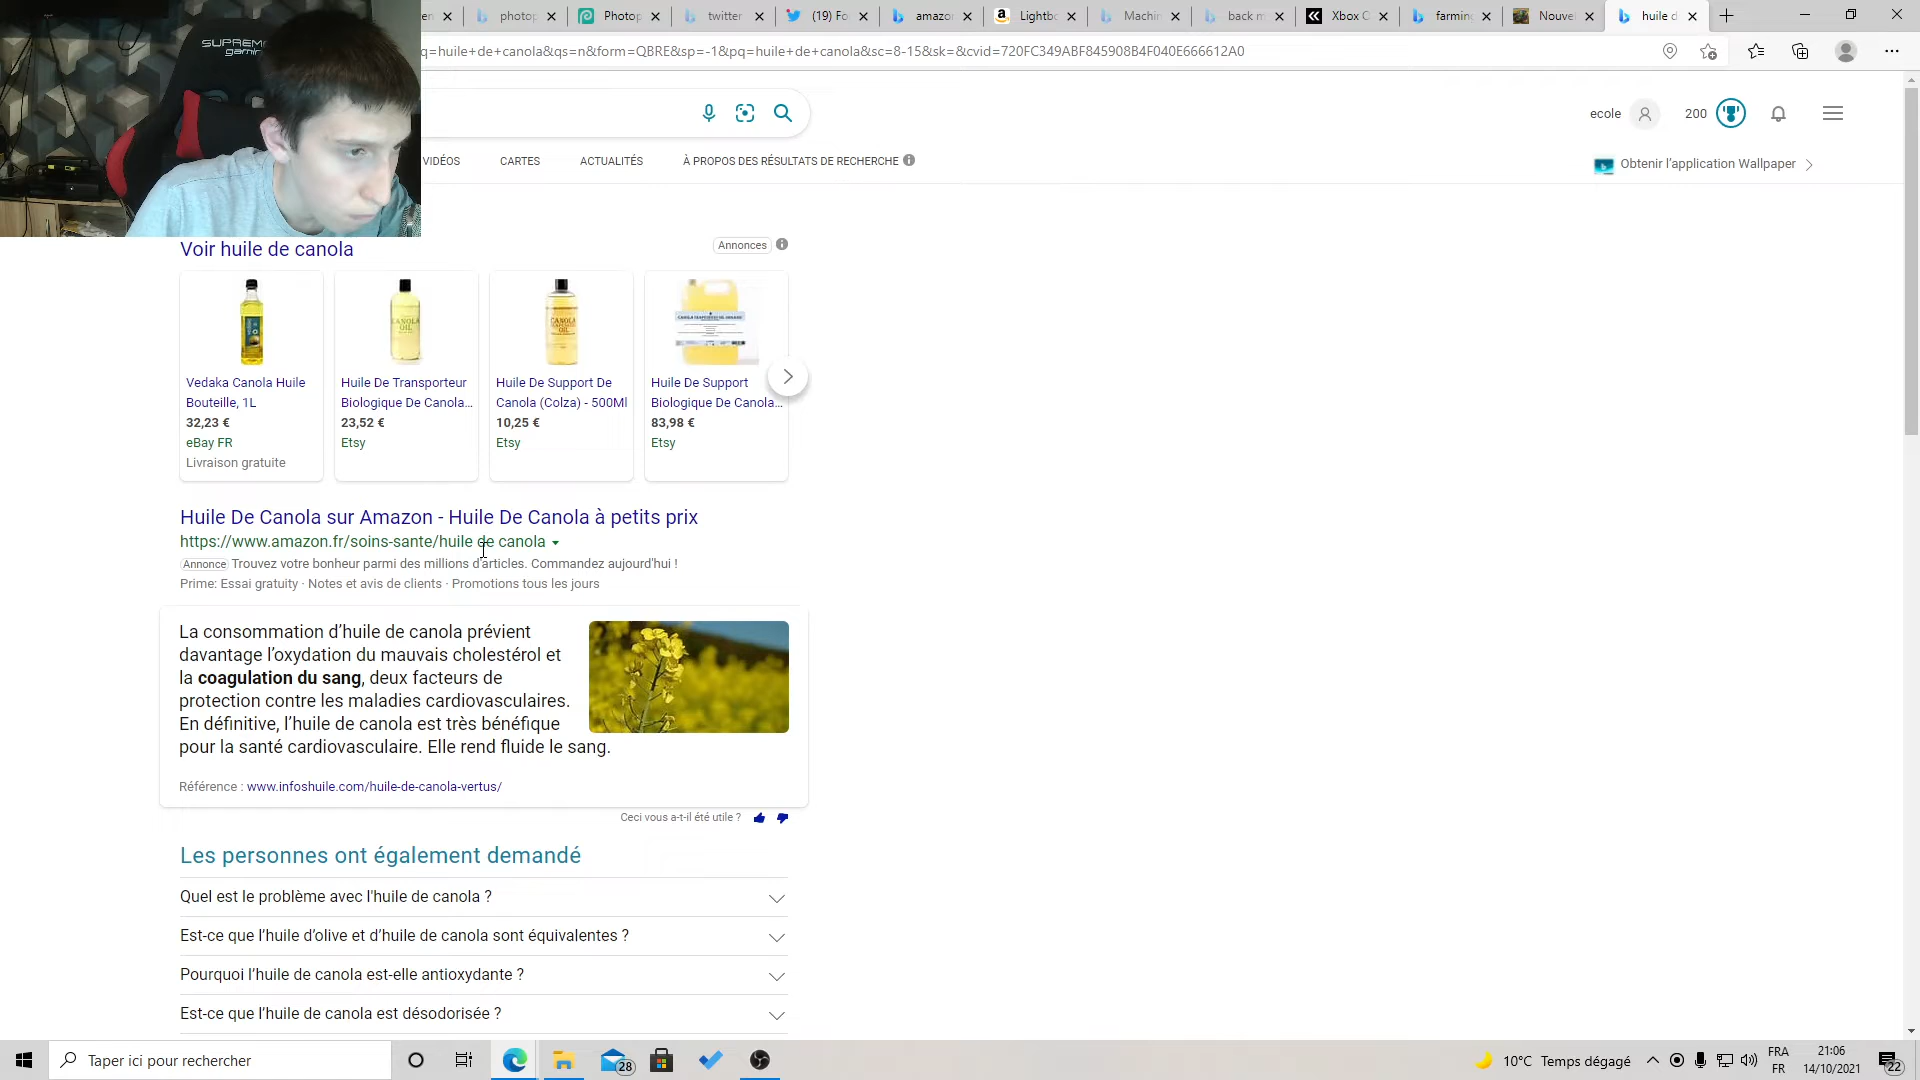 SUPREME
gaming
photop
Photop
twitter
(19) Fo
amazon
Lightb
Machin
back m
Xbox C
farming
Nouvel
huile d
q=huile+de+canola&qs=n&form=QBRE&sp=-1&pq=huile+de+canola&sc=8-15&sk=&cvid=720FC349ABF845908B4F040E666612A0
ecole 200
VIDÉOS CARTES ACTUALITÉS À PROPOS DES RÉSULTATS DE RECHERCHE
Obtenir l'application Wallpaper
Voir huile de canola
Annonces
CANOLA
OIL
CANOLA
OIL
Vedaka Canola Huile
Bouteille, 1L
32,23 €
eBay FR
Livraison gratuite
Huile De Transporteur
Biologique De Canola...
23,52 €
Etsy
Huile De Support De
Canola (Colza) - 500Ml
10,25 €
Etsy
Huile De Support
Biologique De Canola...
83,98 €
Etsy
Huile De Canola sur Amazon - Huile De Canola à petits prix
https://www.amazon.fr/soins-sante/huile de canola
Annonce Trouvez votre bonheur parmi des millions d'articles. Commandez aujourd'hui !
Prime: Essai gratuity · Notes et avis de clients · Promotions tous les jours
La consommation d'huile de canola prévient
davantage l'oxydation du mauvais cholestérol et
la coagulation du sang, deux facteurs de
protection contre les maladies cardiovasculaires.
En définitive, l'huile de canola est très bénéfique
pour la santé cardiovasculaire. Elle rend fluide le sang.
Référence : www.infoshuile.com/huile-de-canola-vertus/
Ceci vous a-t-il été utile ?
Les personnes ont également demandé
Quel est le problème avec l'huile de canola ?
Est-ce que l'huile d'olive et d'huile de canola sont équivalentes ?
Pourquoi l'huile de canola est-elle antioxydante ?
Est-ce que l'huile de canola est désodorisée ?
Taper ici pour rechercher
28
10°C Temps dégagé
FRA
FR
21:06
14/10/2021
22